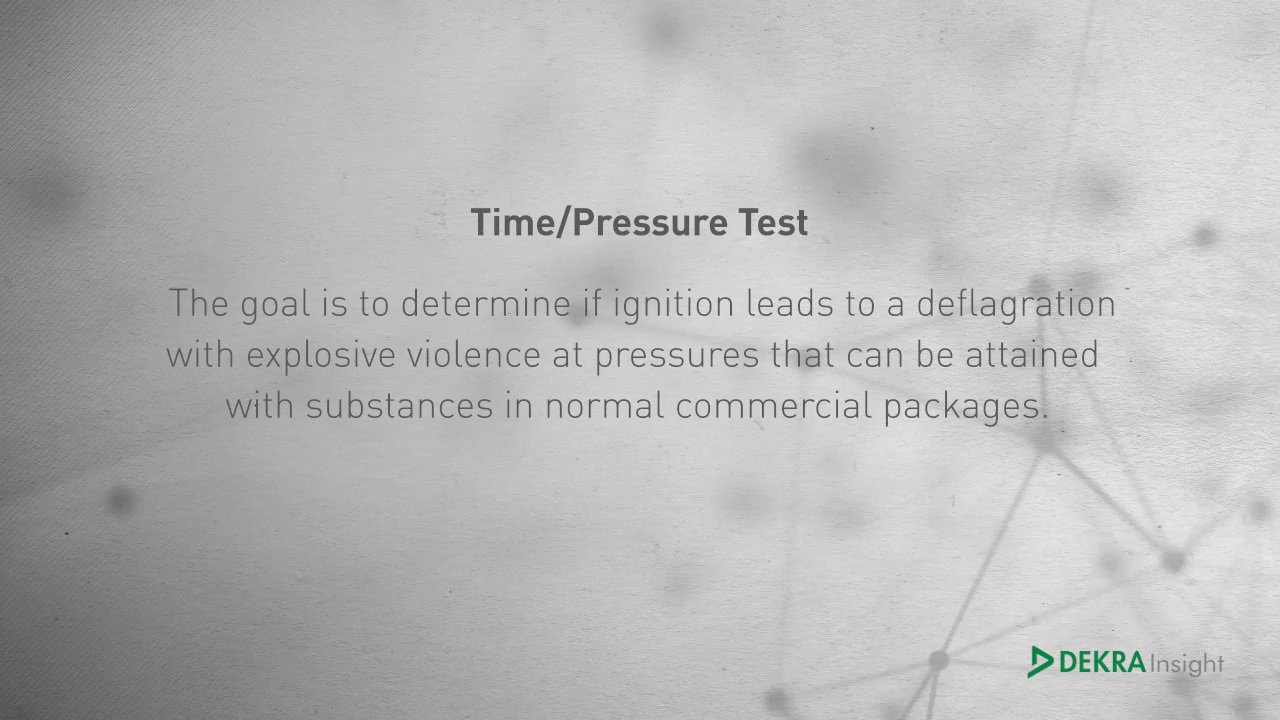 Time/Pressure Test
The goal is to determine if ignition leads to a deflagration
with explosive violence at pressures that can be attained
with substances in normal commercial packages.
DEKRA Insight